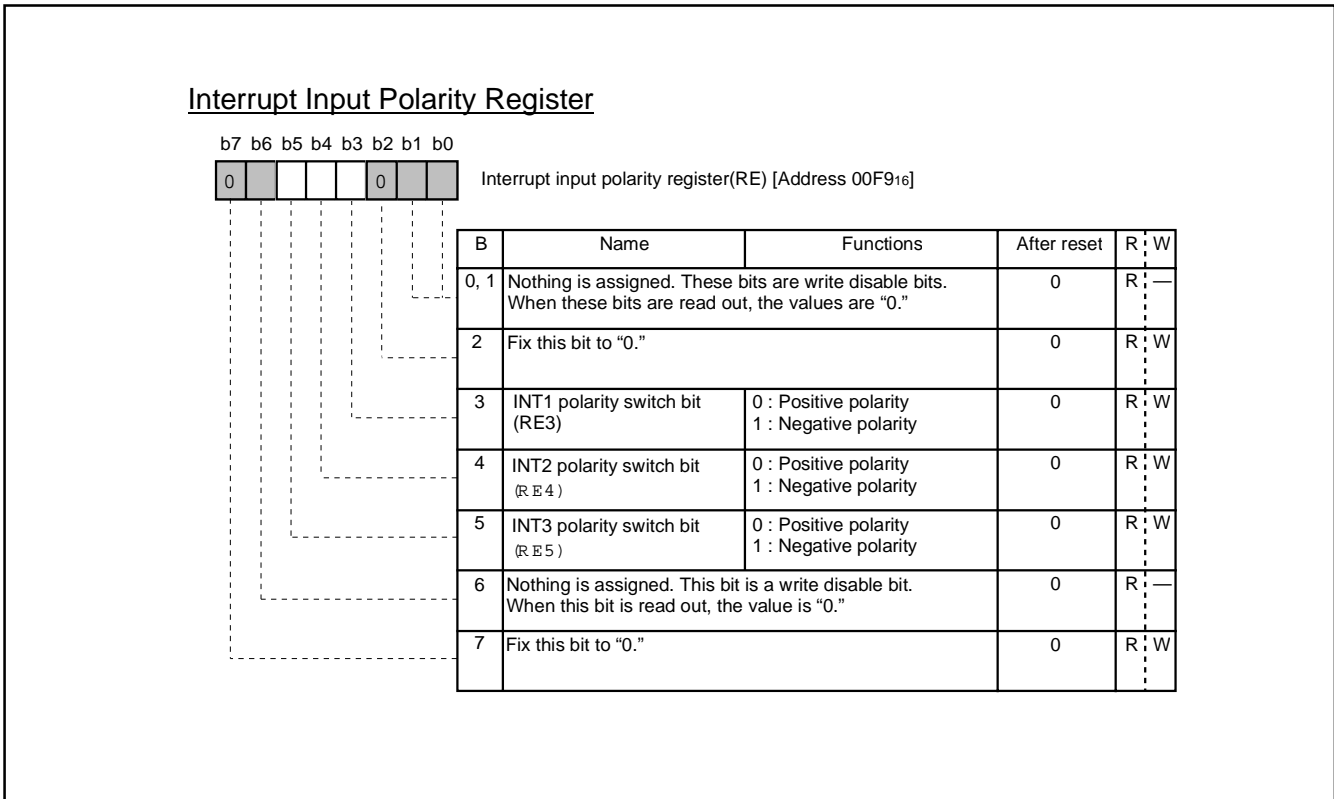 Interrupt Input Polarity Register
b7 b6 b5 b4 b3 b2 b1 b0
0 0 Interrupt input polarity register(RE) [Address 00F916]
B Name Functions After reset R W
0, 1 Nothing is assigned. These bits are write disable bits. 0 R —
When these bits are read out, the values are “0.”
2 Fix this bit to “0.” 0 R W
3 INT1 polarity switch bit 0 : Positive polarity 0 R W
(RE3) 1 : Negative polarity
4 INT2 polarity switch bit 0 : Positive polarity 0 R W
(RE4) 1 : Negative polarity
5 INT3 polarity switch bit 0 : Positive polarity 0 R W
(RE5) 1 : Negative polarity
6 Nothing is assigned. This bit is a write disable bit. 0 R —
When this bit is read out, the value is “0.”
7 Fix this bit to “0.” 0 R W